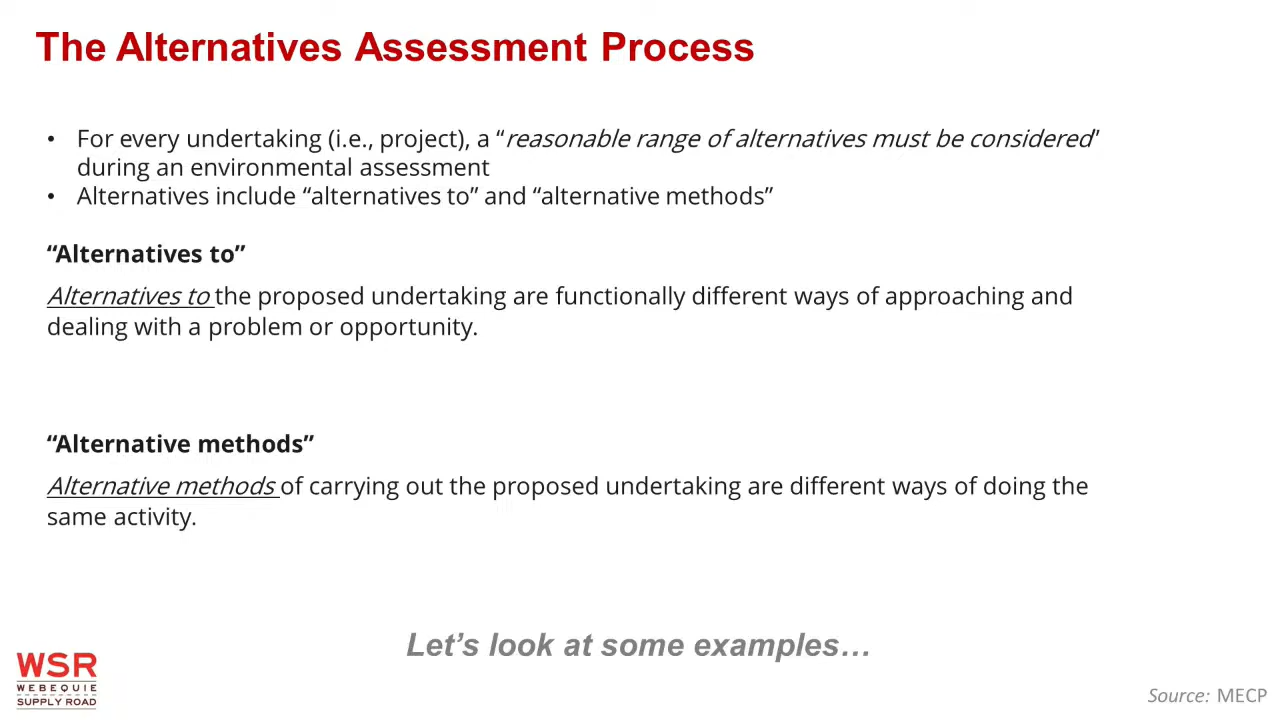 The Alternatives Assessment Process
• For every undertaking (i.e., project), a “reasonable range of alternatives must be considered”
during an environmental assessment
• Alternatives include “alternatives to” and “alternative methods”
“Alternatives to”
Alternatives to the proposed undertaking are functionally different ways of approaching and
dealing with a problem or opportunity.
“Alternative methods”
Alternative methods of carrying out the proposed undertaking are different ways of doing the
same activity.
Let’s look at some examples…
WSR
WEBEQUIE
SUPPLY ROAD
Source: MECP